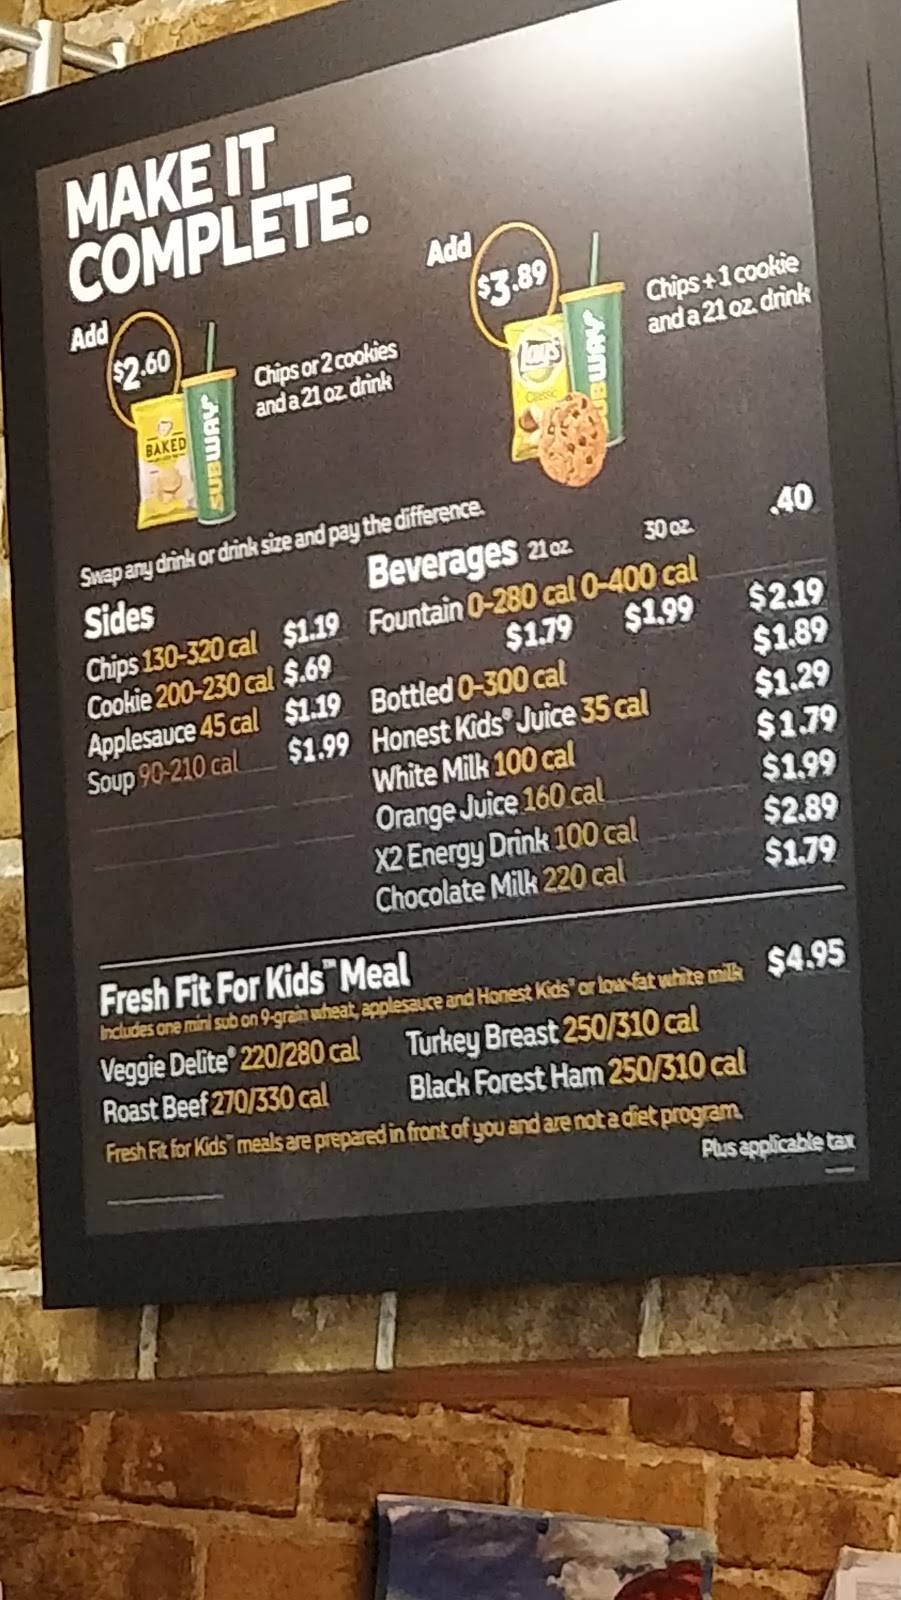 MAKE IT
COMPLETE.
Add
$2.60
BAKED
SUBWAY
Chips or 2 cookies
and a 21 oz. drink
Add
$3.89
Lay's
Classic
SUBWAY
Chips + 1 cookie
and a 21 oz. drink
Swap any drink or drink size and pay the difference.
Sides
Chips 130-320 cal $1.19
Cookie 200-230 cal $.69
Applesauce 45 cal $1.19
Soup 90-210 cal $1.99
Beverages 21 oz. 30 oz. .40
Fountain 0-280 cal 0-400 cal
$1.79 $1.99 $2.19
Bottled 0-300 cal $1.89
Honest Kids® Juice 35 cal $1.29
White Milk 100 cal $1.79
Orange Juice 160 cal $1.99
X2 Energy Drink 100 cal $2.89
Chocolate Milk 220 cal $1.79
Fresh Fit For Kids™ Meal $4.95
Includes one mini sub on 9-grain wheat, applesauce and Honest Kids® or low-fat white milk
Veggie Delite® 220/280 cal Turkey Breast 250/310 cal
Roast Beef 270/330 cal Black Forest Ham 250/310 cal
Fresh Fit for Kids™ meals are prepared in front of you and are not a diet program.
Plus applicable tax